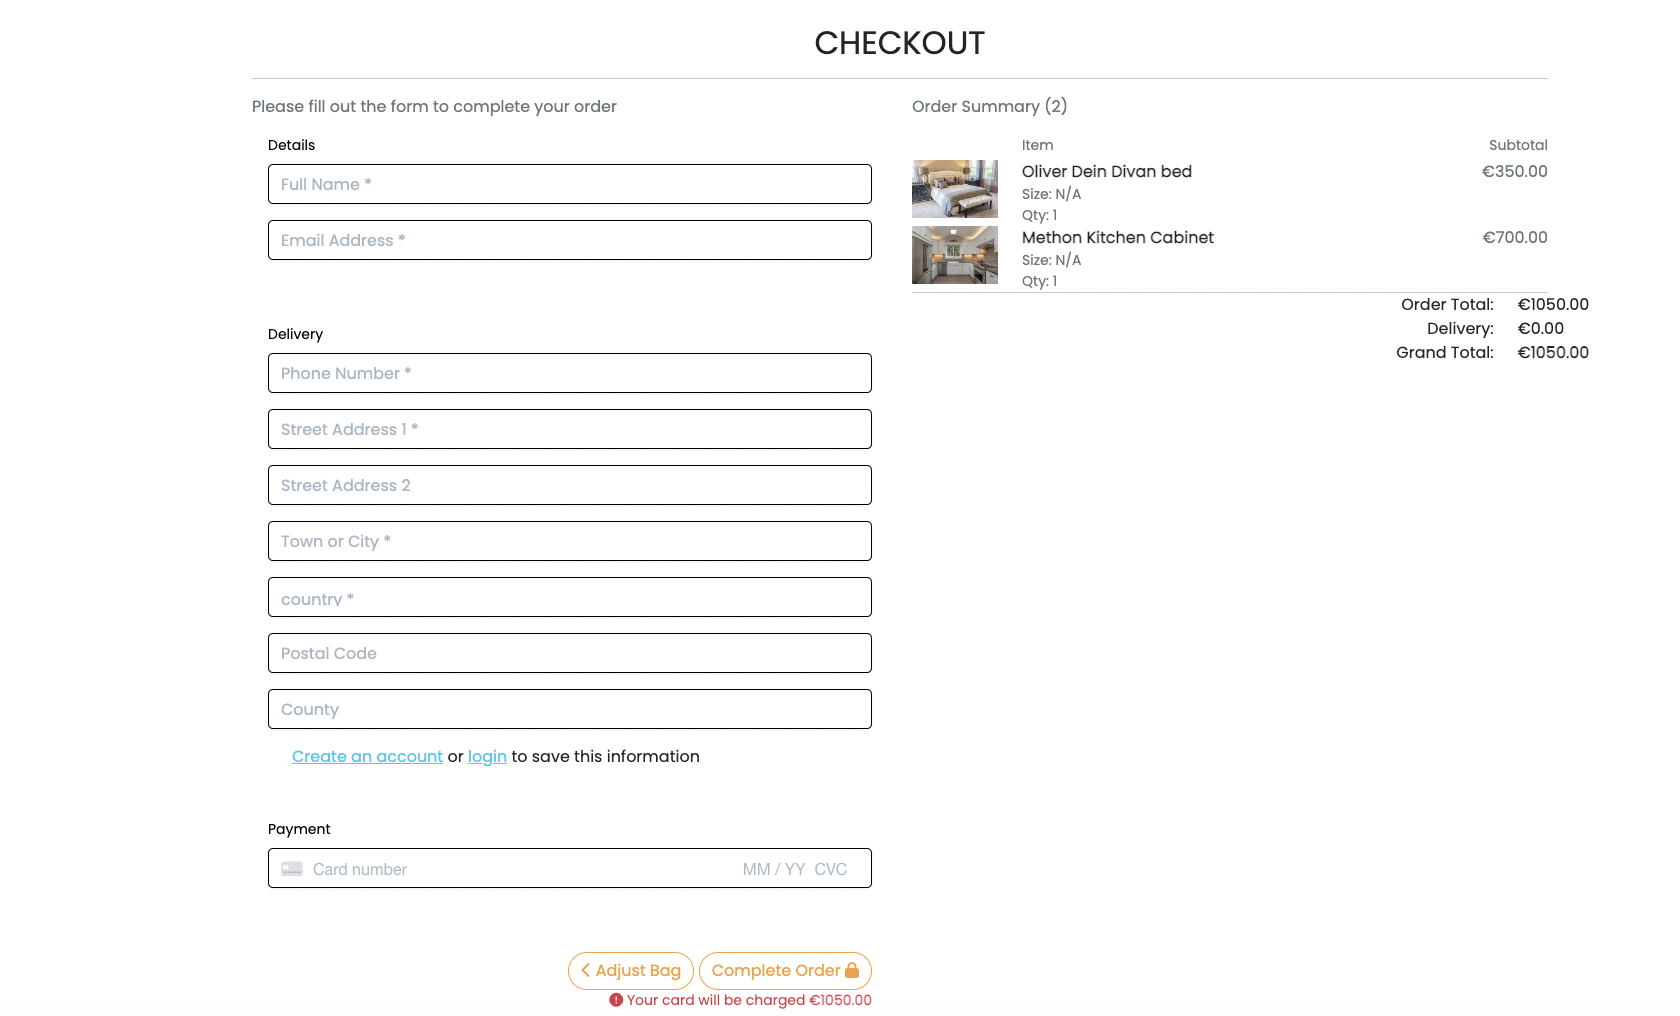 CHECKOUT
Please fill out the form to complete your order
Details
Full Name *
Email Address *
Delivery
Phone Number *
Street Address 1 *
Street Address 2
Town or City *
country *
Postal Code
County
Create an account or login to save this information
Payment
Card number MM / YY CVC
Adjust Bag Complete Order
Your card will be charged €1050.00
Order Summary (2)
Item Subtotal
Oliver Dein Divan bed €350.00
Size: N/A
Qty: 1
Methon Kitchen Cabinet €700.00
Size: N/A
Qty: 1
Order Total: €1050.00
Delivery: €0.00
Grand Total: €1050.00